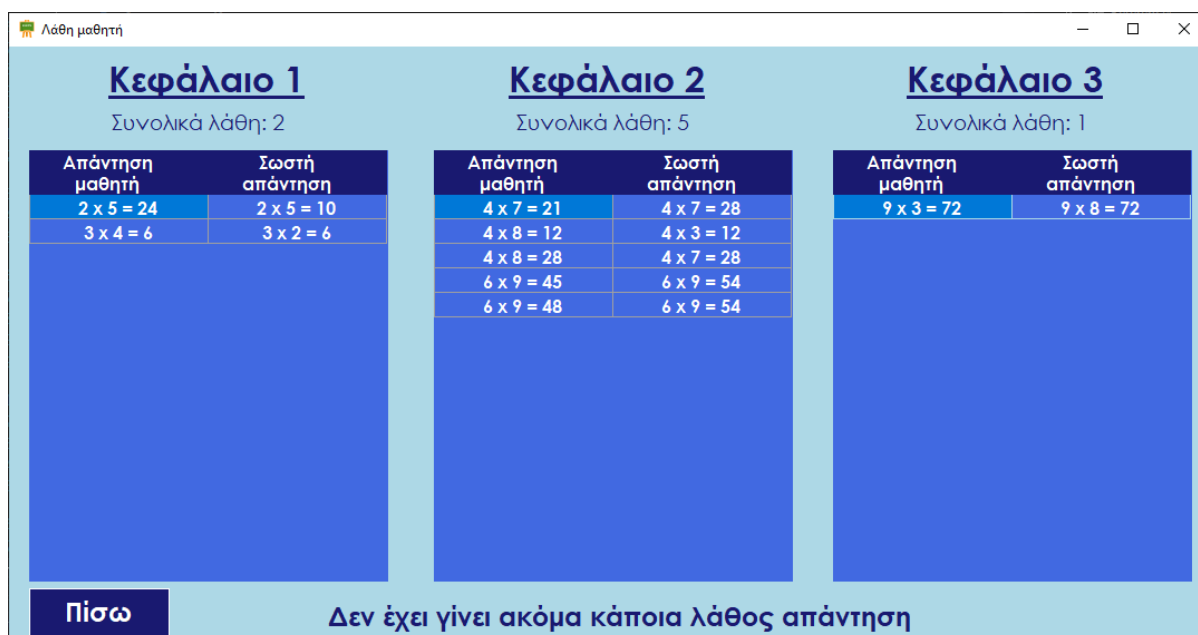 Λάθη μαθητή
Κεφάλαιο 1
Συνολικά λάθη: 2
Απάντηση μαθητή Σωστή απάντηση
2 x 5 = 24 2 x 5 = 10
3 x 4 = 6 3 x 2 = 6
Κεφάλαιο 2
Συνολικά λάθη: 5
Απάντηση μαθητή Σωστή απάντηση
4 x 7 = 21 4 x 7 = 28
4 x 8 = 12 4 x 3 = 12
4 x 8 = 28 4 x 7 = 28
6 x 9 = 45 6 x 9 = 54
6 x 9 = 48 6 x 9 = 54
Κεφάλαιο 3
Συνολικά λάθη: 1
Απάντηση μαθητή Σωστή απάντηση
9 x 3 = 72 9 x 8 = 72
Πίσω
Δεν έχει γίνει ακόμα κάποια λάθος απάντηση